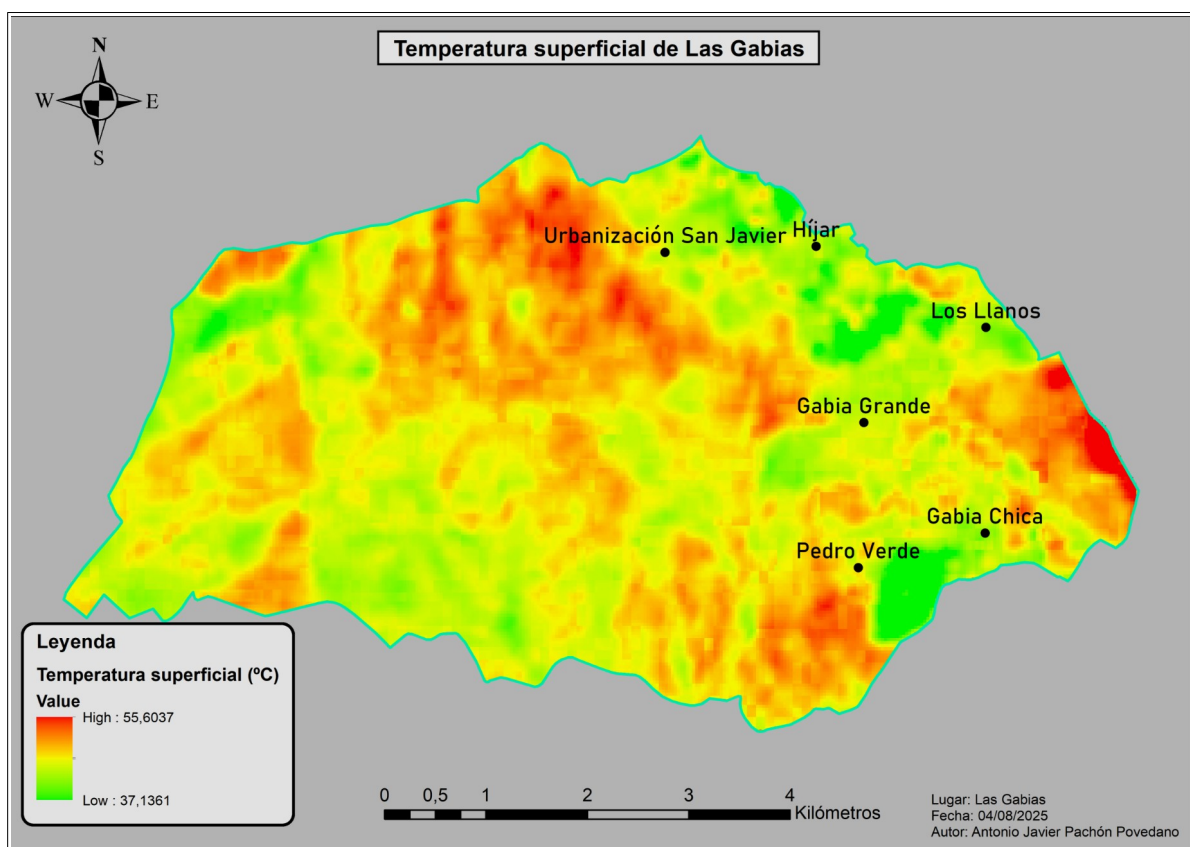 Temperatura superficial de Las Gabias
N
W
E
S
Urbanización San Javier
Híjar
Los Llanos
Gabia Grande
Gabia Chica
Pedro Verde
Leyenda
Temperatura superficial (ºC)
Value
High : 55,6037
Low : 37,1361
0 0,5 1 2 3 4
Kilómetros
Lugar: Las Gabias
Fecha: 04/08/2025
Autor: Antonio Javier Pachón Povedano